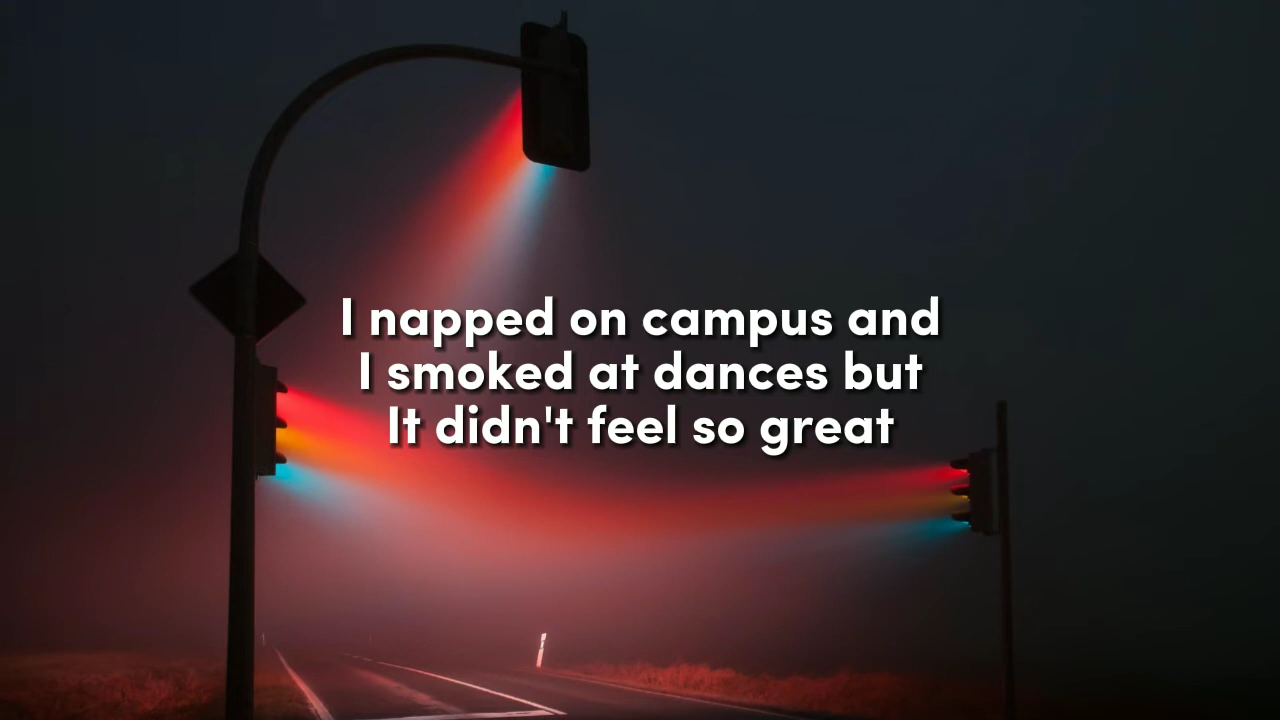 I napped on campus and
I smoked at dances but
It didn't feel so great